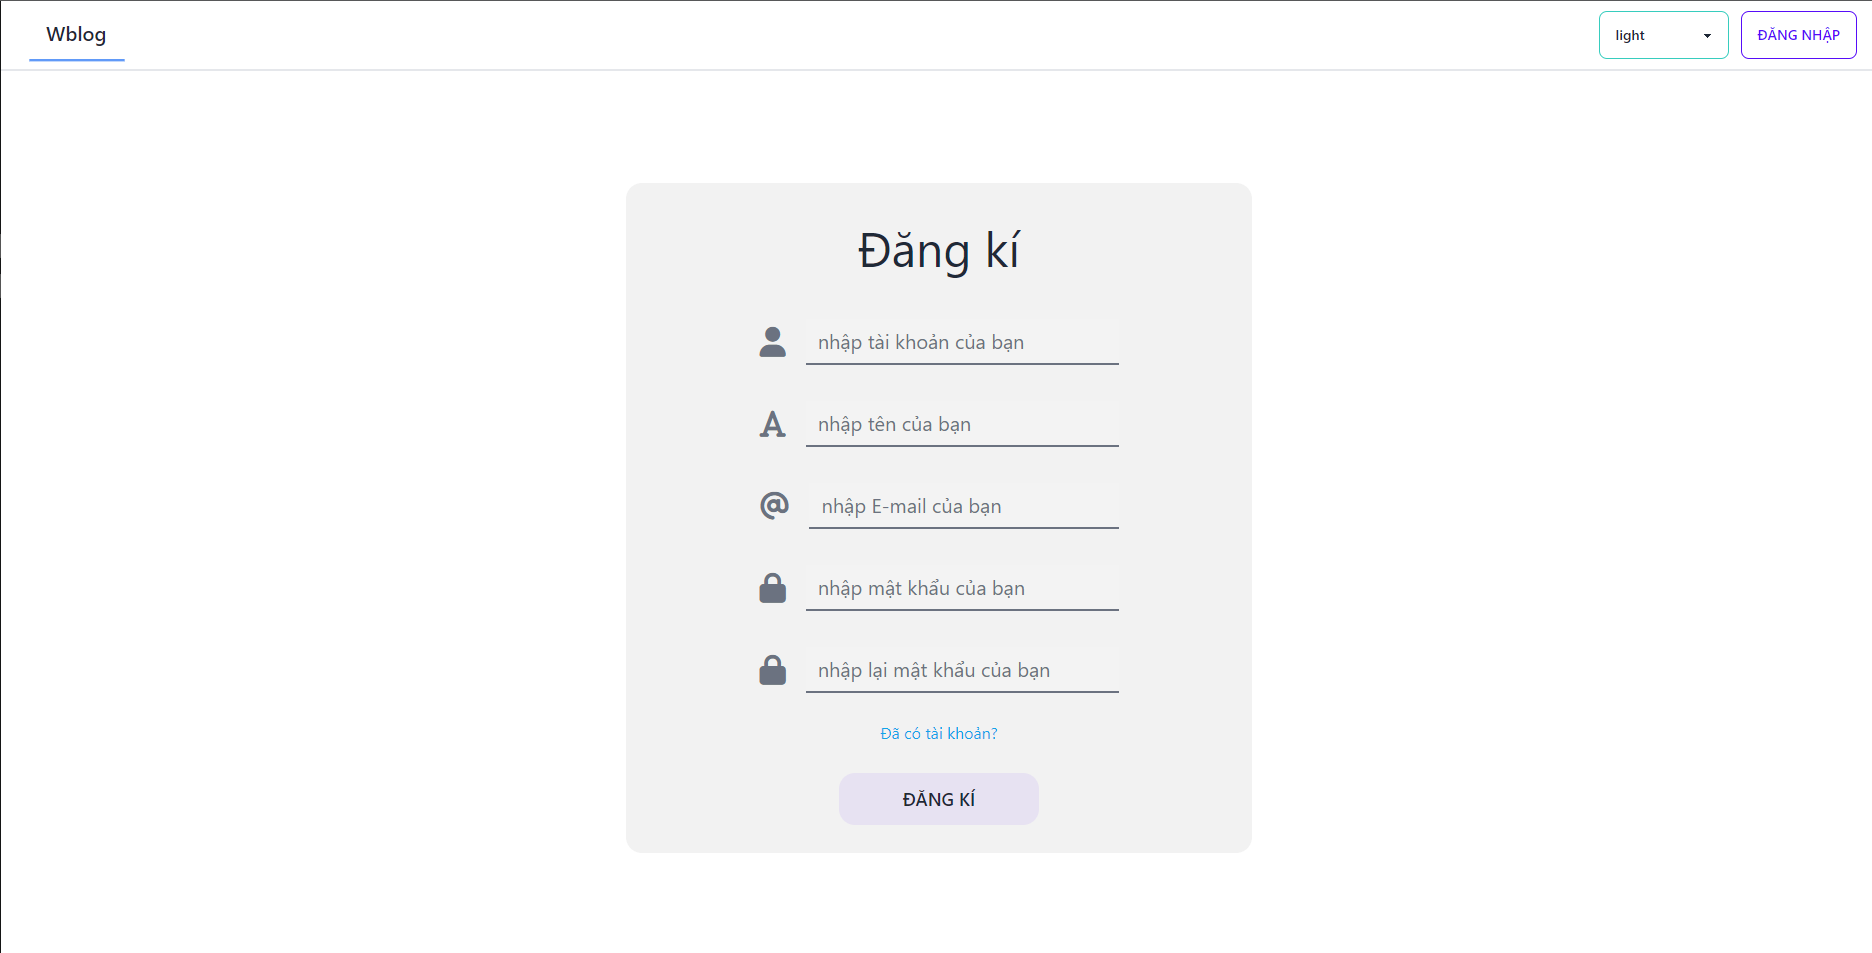 Wblog
light
ĐĂNG NHẬP
Đăng kí
nhập tài khoản của bạn
nhập tên của bạn
nhập E-mail của bạn
nhập mật khẩu của bạn
nhập lại mật khẩu của bạn
Đã có tài khoản?
ĐĂNG KÍ